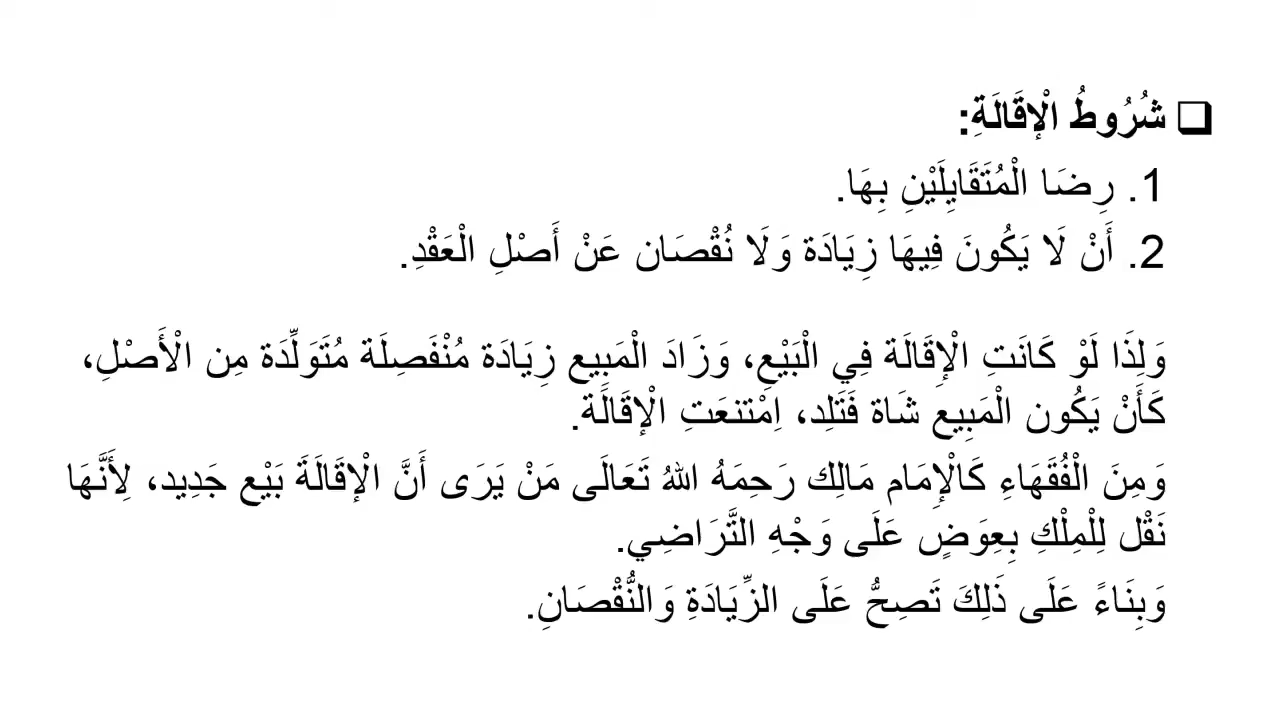 ❑ شُرُوطُ الْإِقَالَةِ:
1. رِضَا الْمُتَقَايِلَيْنِ بِهَا.
2. أَنْ لَا يَكُونَ فِيهَا زِيَادَة وَلَا نُقْصَان عَنْ أَصْلِ الْعَقْدِ.
وَلِذَا لَوْ كَانَتِ الْإِقَالَة فِي الْبَيْعِ، وَزَادَ الْمَبِيع زِيَادَة مُنْفَصِلَة مُتَوَلِّدَة مِن الْأَصْلِ،
كَأَنْ يَكُون الْمَبِيع شَاة فَتَلِد، اِمْتنعَتِ الْإقَالَة.
وَمِنَ الْفُقَهَاءِ كَالْإِمَام مَالِك رَحِمَهُ اللهُ تَعَالَى مَنْ يَرَى أَنَّ الْإقَالَةَ بَيْع جَدِيد، لِأَنَّهَا
نَقْل لِلْمِلْكِ بِعِوَضٍ عَلَى وَجْهِ التَّرَاضِي.
وَبِنَاءً عَلَى ذَلِكَ تَصِحُّ عَلَى الزِّيَادَةِ وَالنُّقْصَانِ.